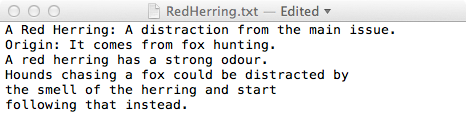 RedHerring.txt — Edited
A Red Herring: A distraction from the main issue.
Origin: It comes from fox hunting.
A red herring has a strong odour.
Hounds chasing a fox could be distracted by
the smell of the herring and start
following that instead.